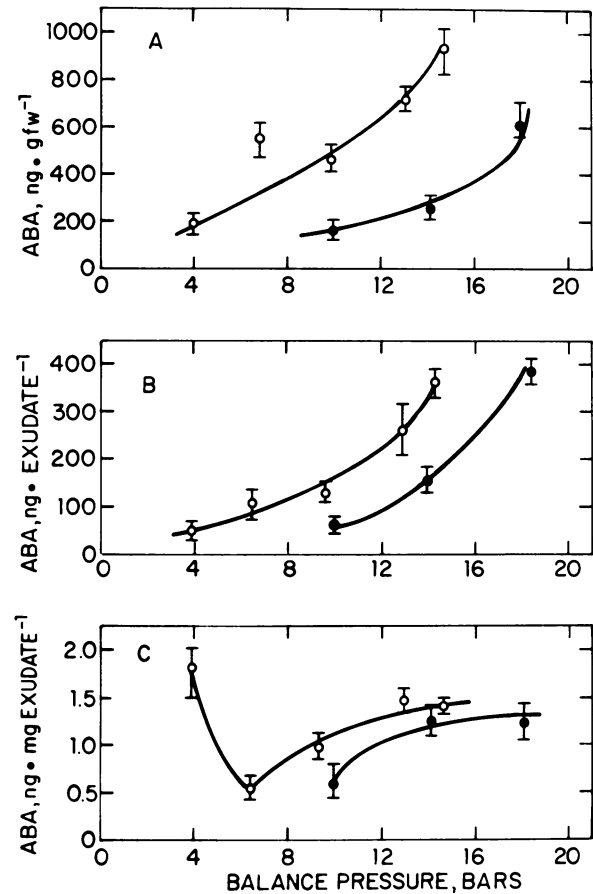 A
ABA, ng• gfw⁻¹
1000
800
600
400
200
0
0 4 8 12 16 20
B
ABA, ng• EXUDATE⁻¹
400
300
200
100
0
0 4 8 12 16 20
C
ABA, ng• mg EXUDATE⁻¹
2.0
1.5
1.0
0.5
0
0 4 8 12 16 20
BALANCE PRESSURE, BARS